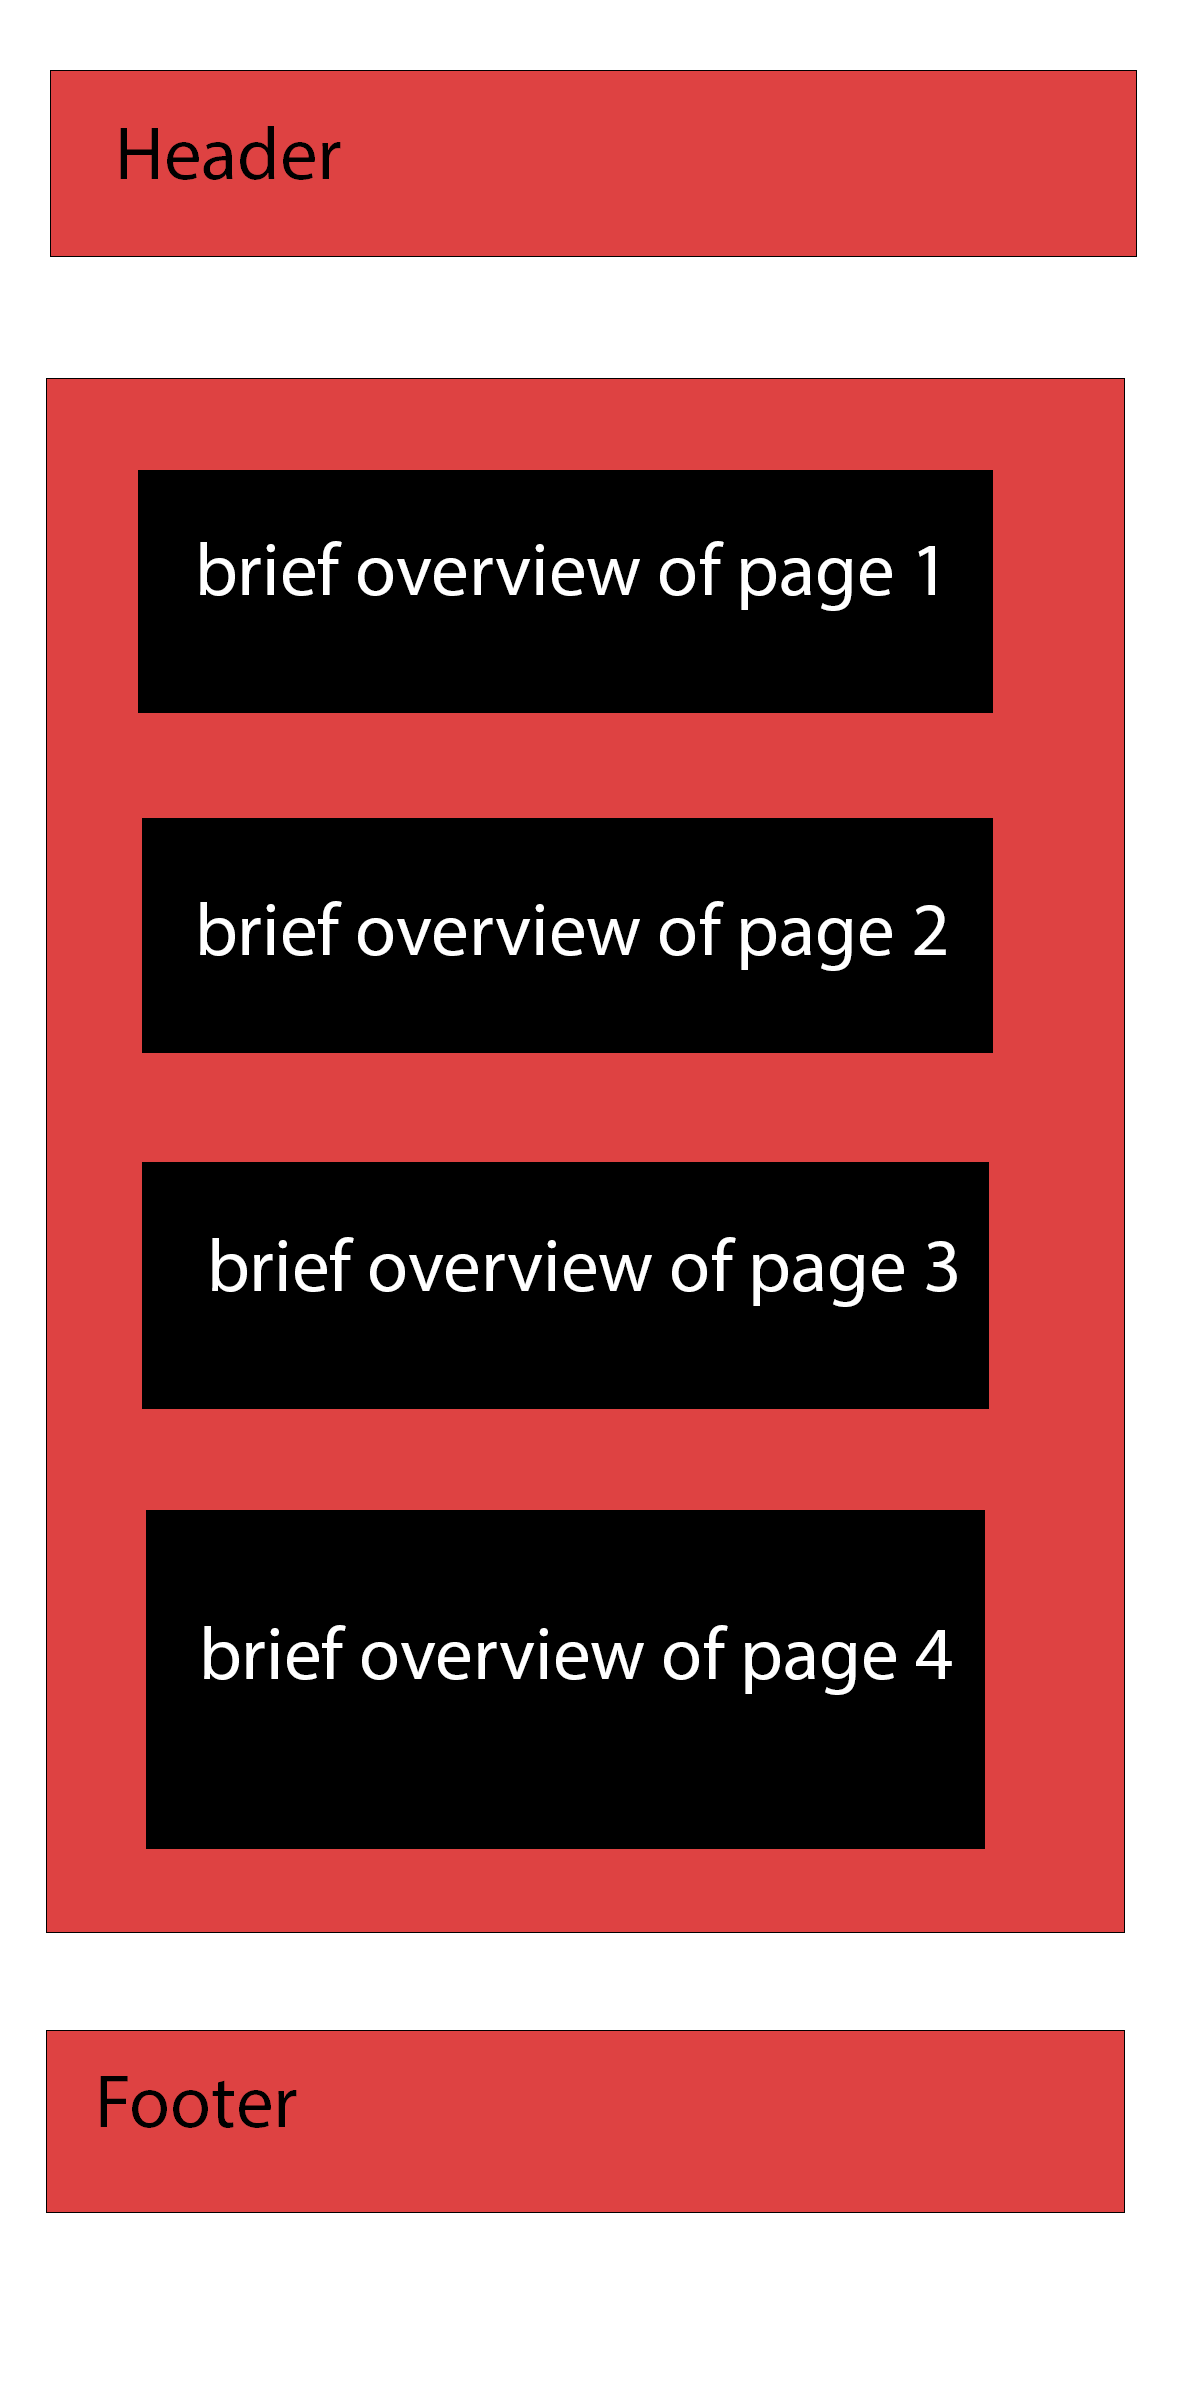 Header
brief overview of page 1
brief overview of page 2
brief overview of page 3
brief overview of page 4
Footer